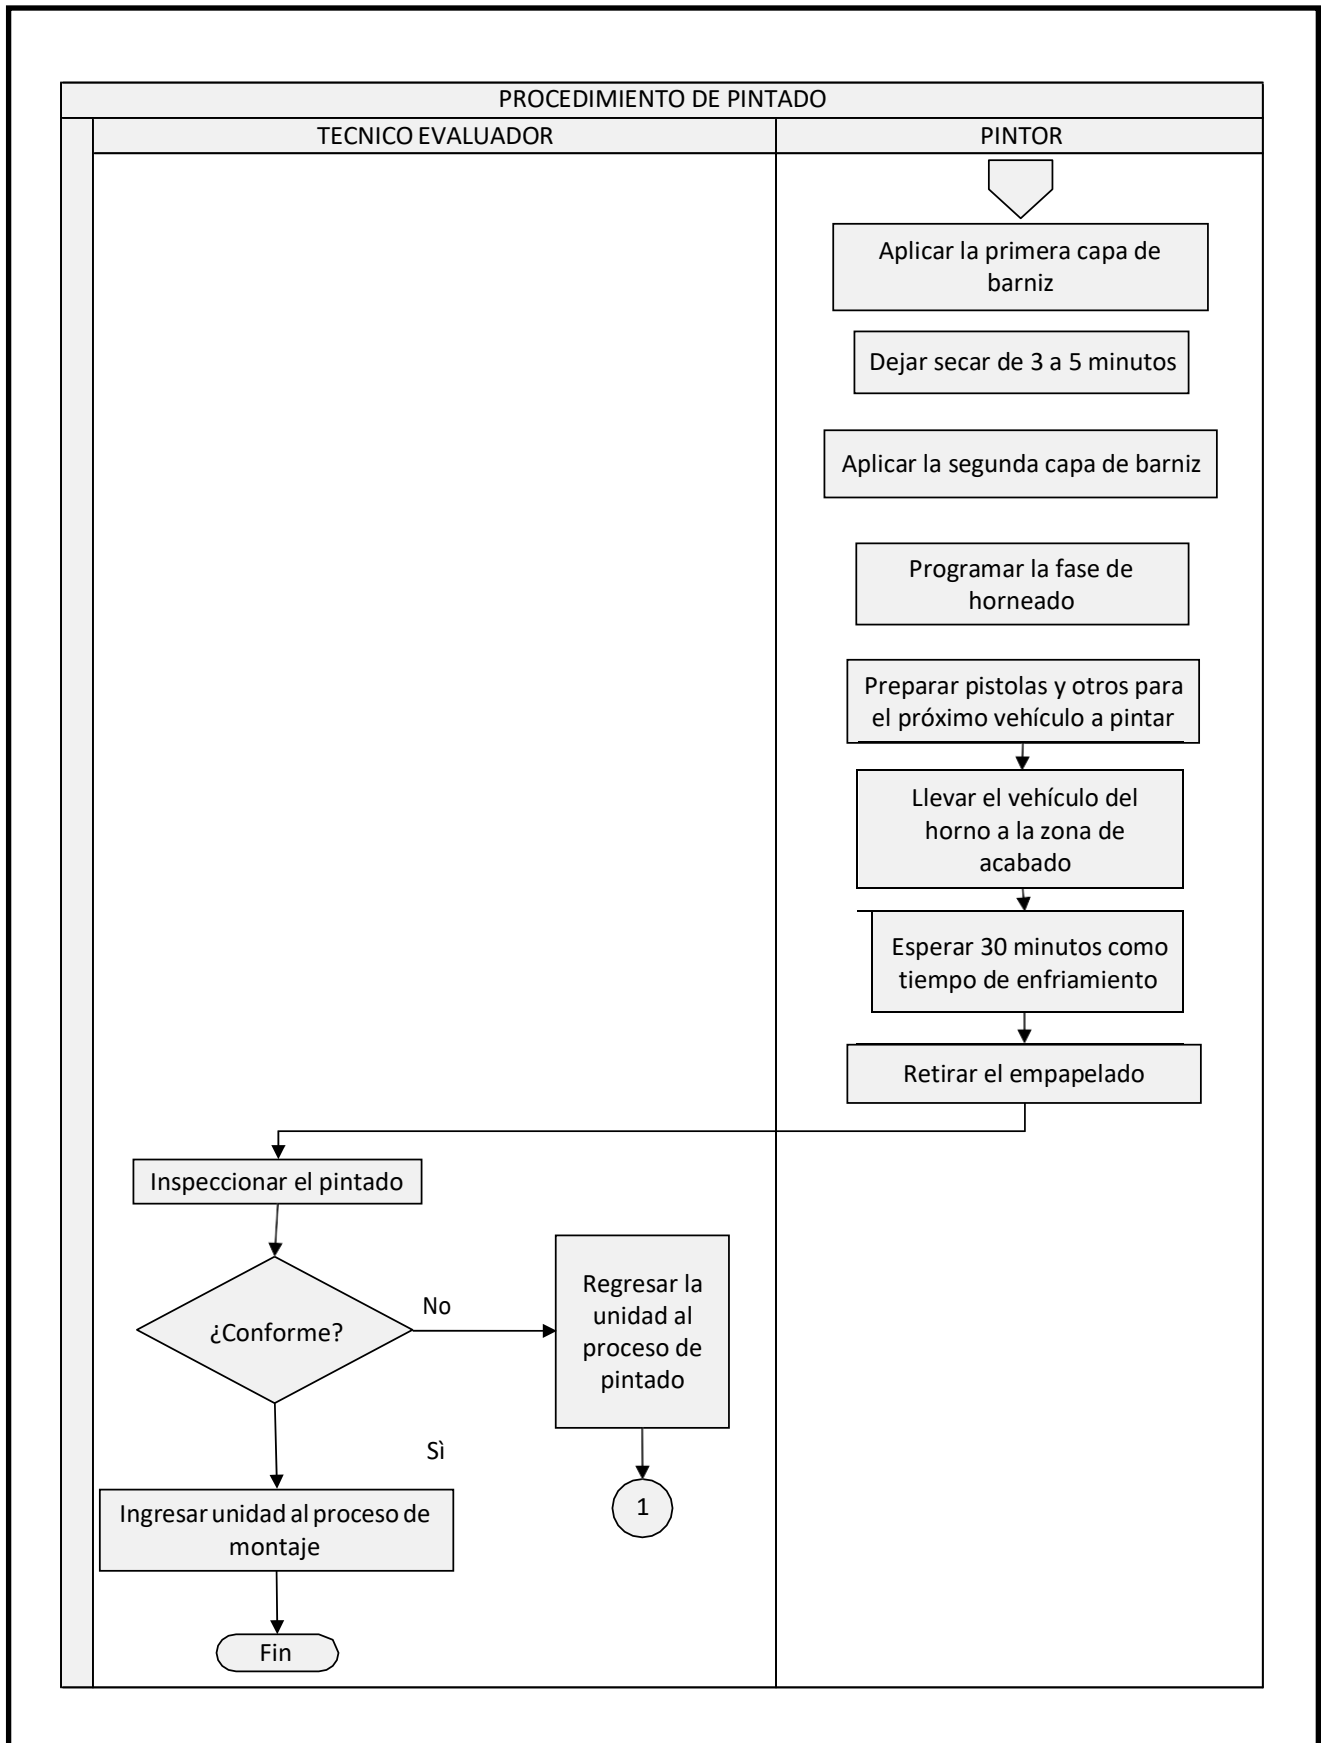 PROCEDIMIENTO DE PINTADO
TECNICO EVALUADOR
PINTOR
Aplicar la primera capa de
barniz
Dejar secar de 3 a 5 minutos
Aplicar la segunda capa de barniz
Programar la fase de
horneado
Preparar pistolas y otros para
el próximo vehículo a pintar
Llevar el vehículo del
horno a la zona de
acabado
Esperar 30 minutos como
tiempo de enfriamiento
Retirar el empapelado
Inspeccionar el pintado
¿Conforme?
No
Regresar la
unidad al
proceso de
pintado
1
Sì
Ingresar unidad al proceso de
montaje
Fin